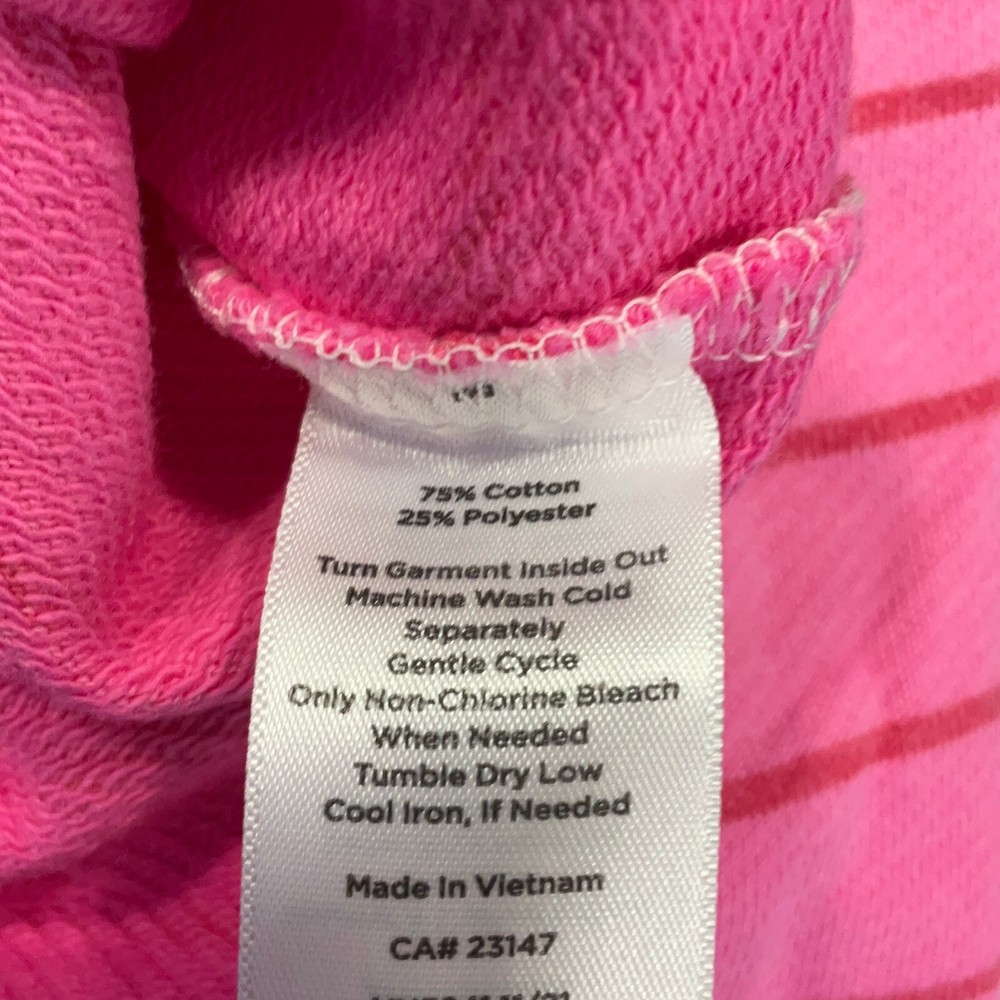 75% Cotton
25% Polyester
Turn Garment Inside Out
Machine Wash Cold
Separately
Gentle Cycle
Only Non-Chlorine Bleach
When Needed
Tumble Dry Low
Cool Iron, If Needed
Made In Vietnam
CA# 23147